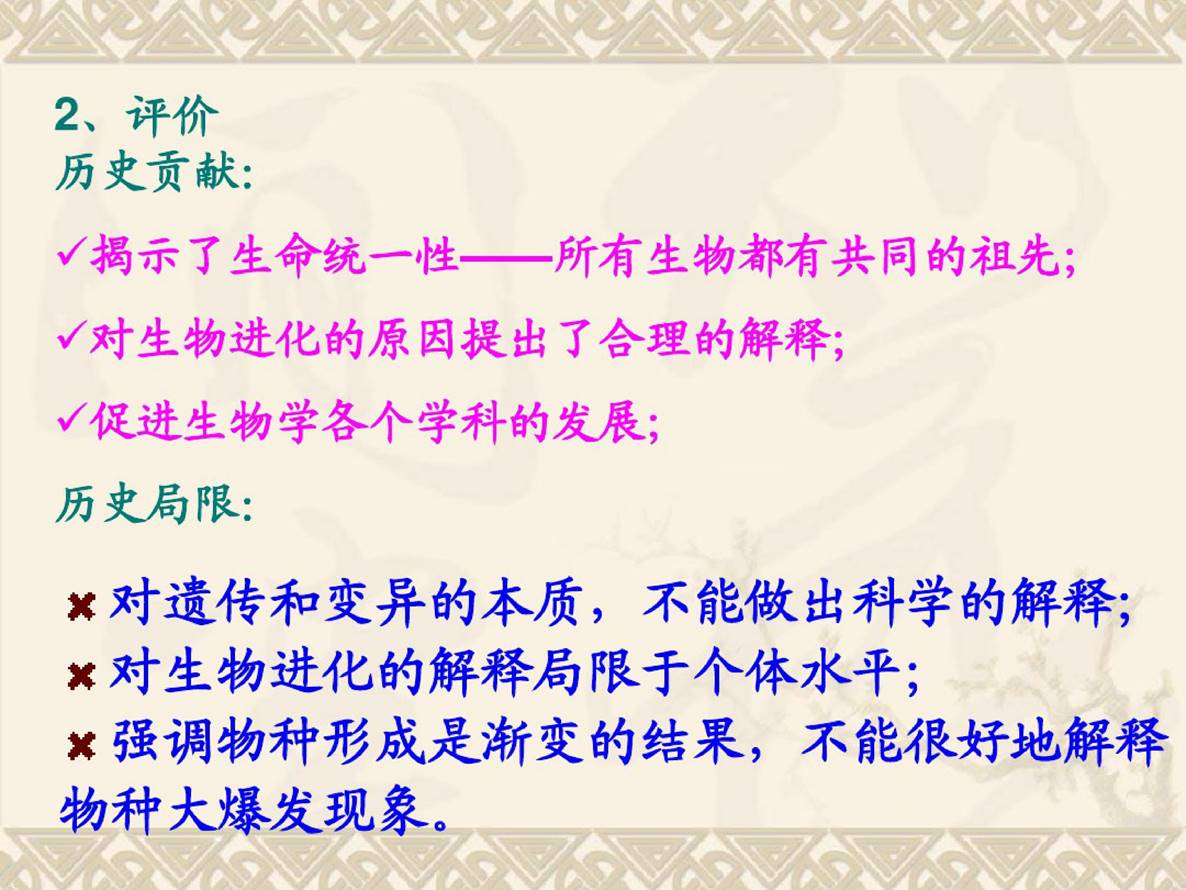 2、评价
历史贡献:
✓揭示了生命统一性——所有生物都有共同的祖先;
✓对生物进化的原因提出了合理的解释;
✓促进生物学各个学科的发展;
历史局限:
✖ 对遗传和变异的本质，不能做出科学的解释;
✖ 对生物进化的解释局限于个体水平;
✖ 强调物种形成是渐变的结果，不能很好地解释
物种大爆发现象。